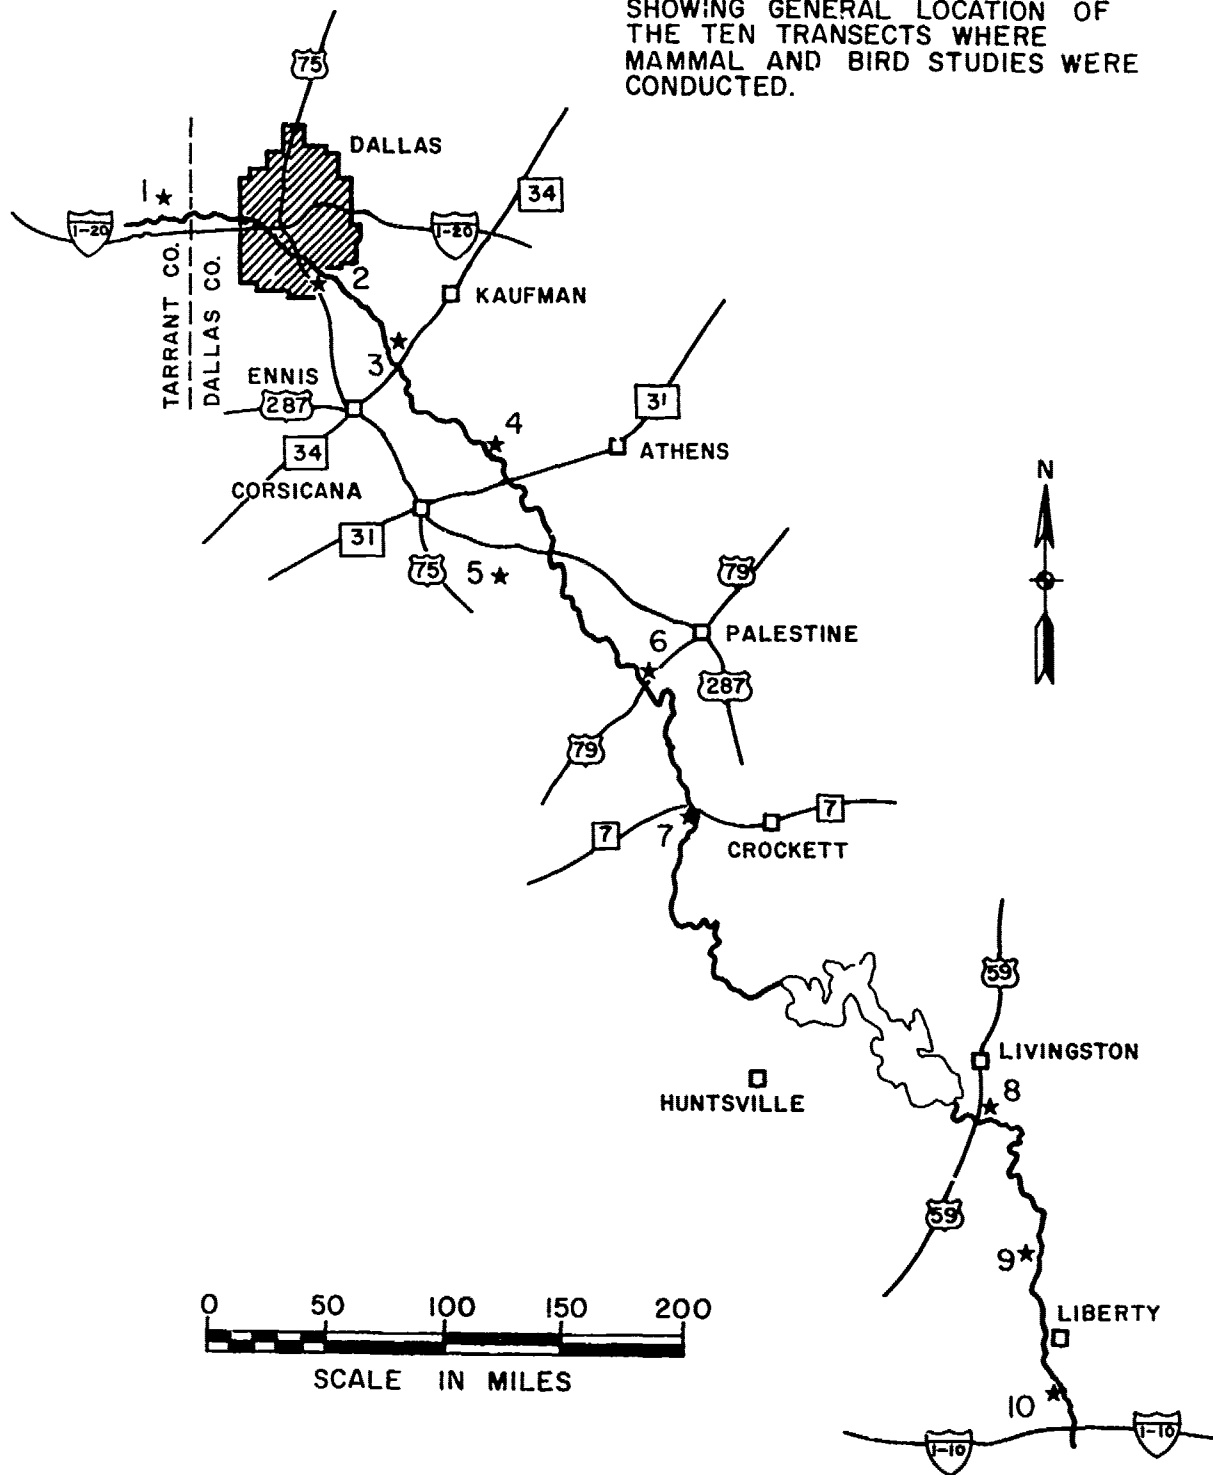 SHOWING GENERAL LOCATION OF
THE TEN TRANSECTS WHERE
MAMMAL AND BIRD STUDIES WERE
CONDUCTED.
75
DALLAS
1
34
I-20
I-20
2
KAUFMAN
TARRANT CO.
DALLAS CO.
3
ENNIS
287
31
4
34
ATHENS
N
CORSICANA
31
75
5
79
6
PALESTINE
287
79
7
7
7
CROCKETT
59
LIVINGSTON
8
HUNTSVILLE
59
9
0 50 100 150 200
LIBERTY
SCALE IN MILES
10
I-10
I-10